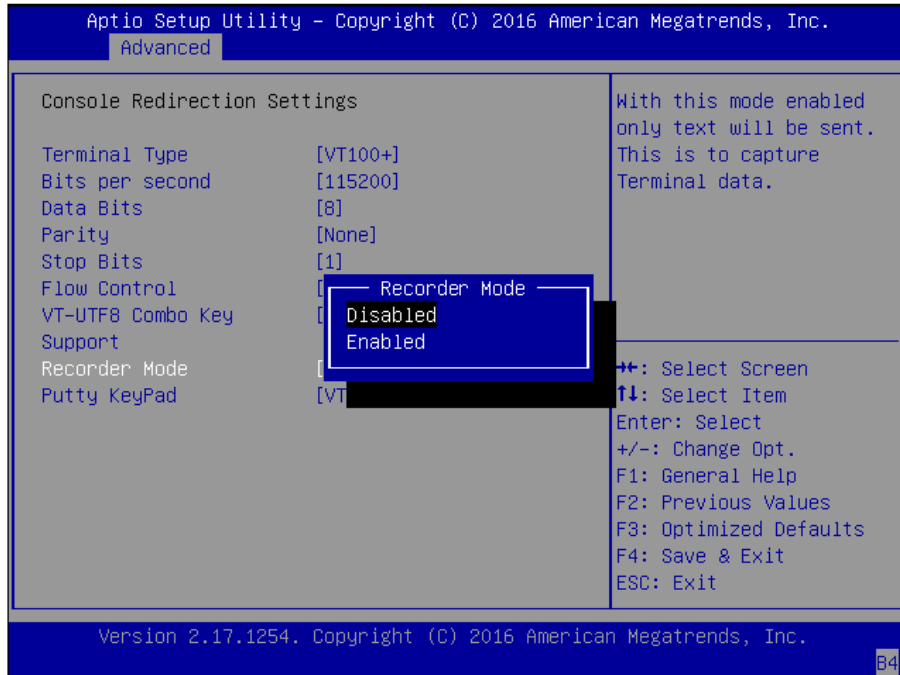 Aptio Setup Utility – Copyright (C) 2016 American Megatrends, Inc.
Advanced
Console Redirection Settings
Terminal Type [VT100+]
Bits per second [115200]
Data Bits [8]
Parity [None]
Stop Bits [1]
Flow Control [
VT-UTF8 Combo Key [
Support
Recorder Mode [
Putty KeyPad [VT
Recorder Mode
Disabled
Enabled
With this mode enabled
only text will be sent.
This is to capture
Terminal data.
→←: Select Screen
↑↓: Select Item
Enter: Select
+/-: Change Opt.
F1: General Help
F2: Previous Values
F3: Optimized Defaults
F4: Save & Exit
ESC: Exit
Version 2.17.1254. Copyright (C) 2016 American Megatrends, Inc.
B4